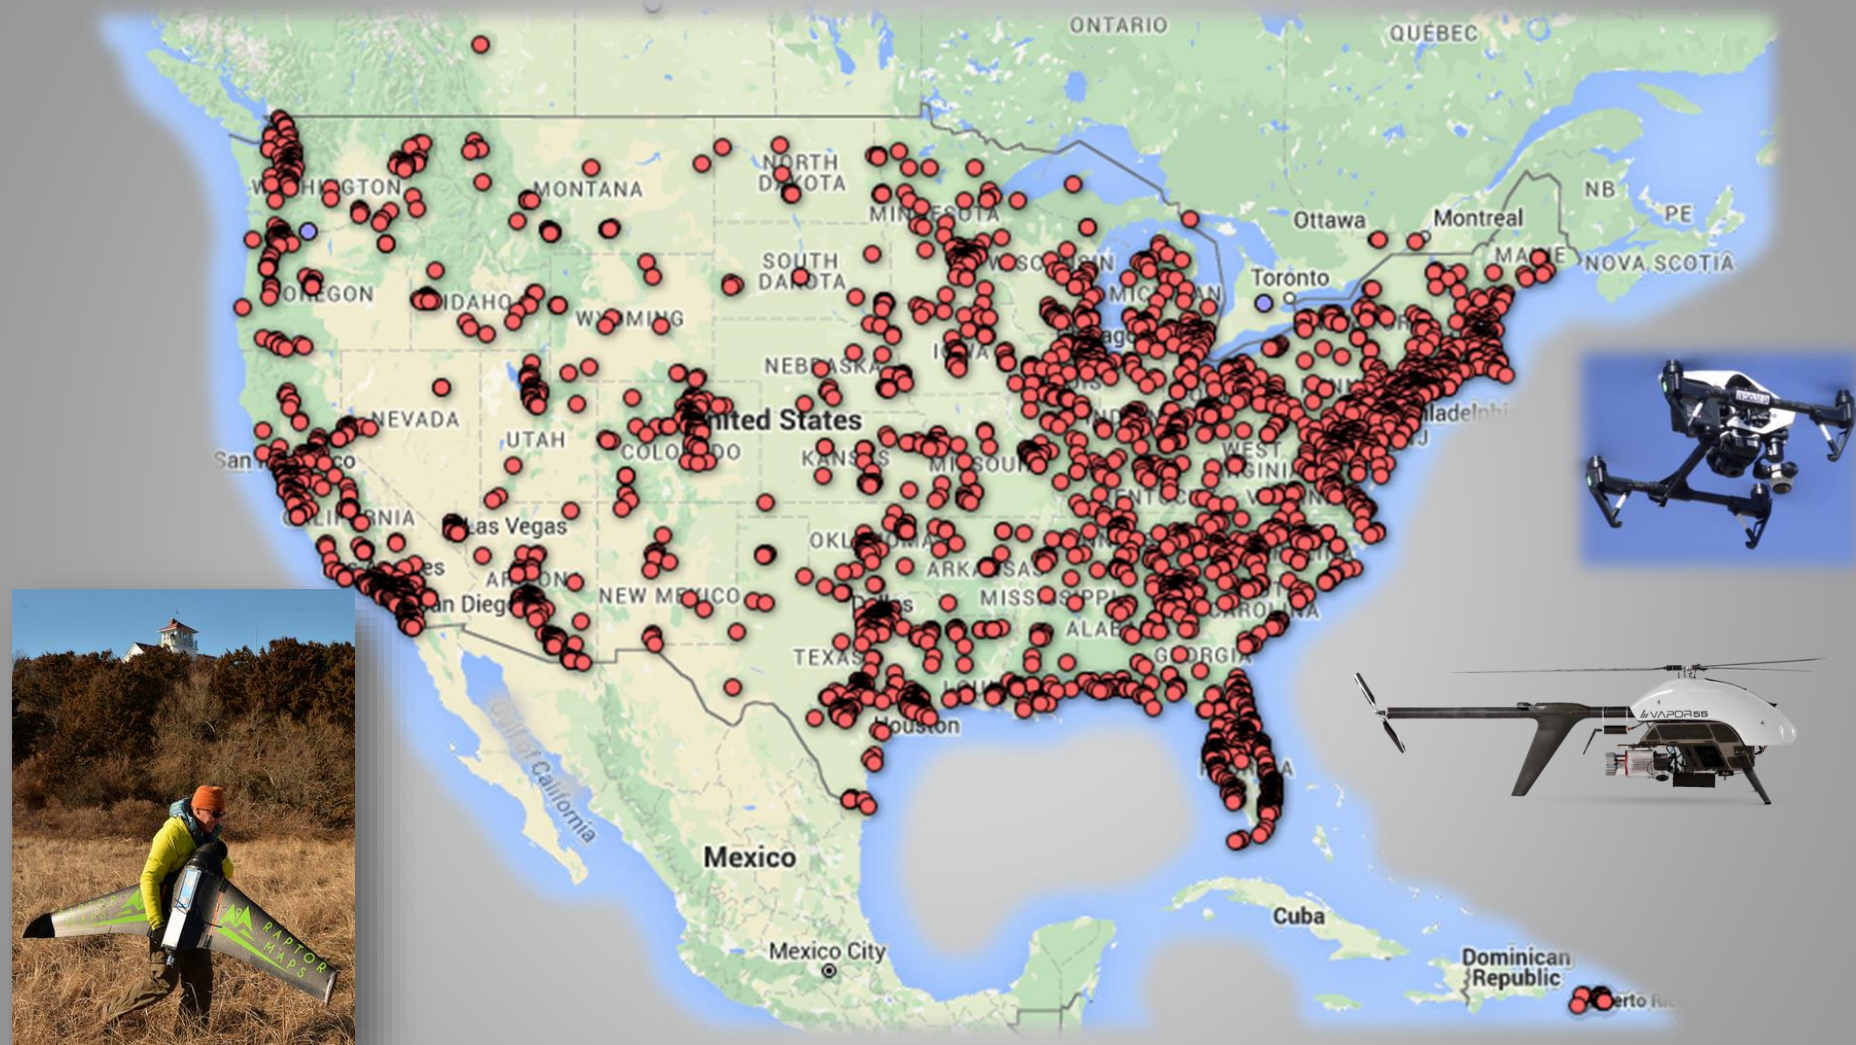 ONTARIO
QUÉBEC
NB
PE
Ottawa
Montreal
MAINE
NOVA SCOTIA
Toronto
WASHINGTON
MONTANA
NORTH
DAKOTA
MINNESOTA
SOUTH
DAKOTA
WISCONSIN
MICHIGAN
OREGON
IDAHO
WYOMING
IOWA
NEBRASKA
NEVADA
United States
UTAH
COLORADO
KANSAS
MISSOURI
WEST
VIRGINIA
San Francisco
CALIFORNIA
Las Vegas
OKLAHOMA
ARKANSAS
ARIZONA
NEW MEXICO
MISSISSIPPI
Dallas
San Diego
TEXAS
GEORGIA
Houston
Gulf of California
Mexico
Mexico City
Cuba
Dominican
Republic
VAPOR55
RAPTOR
MAPS